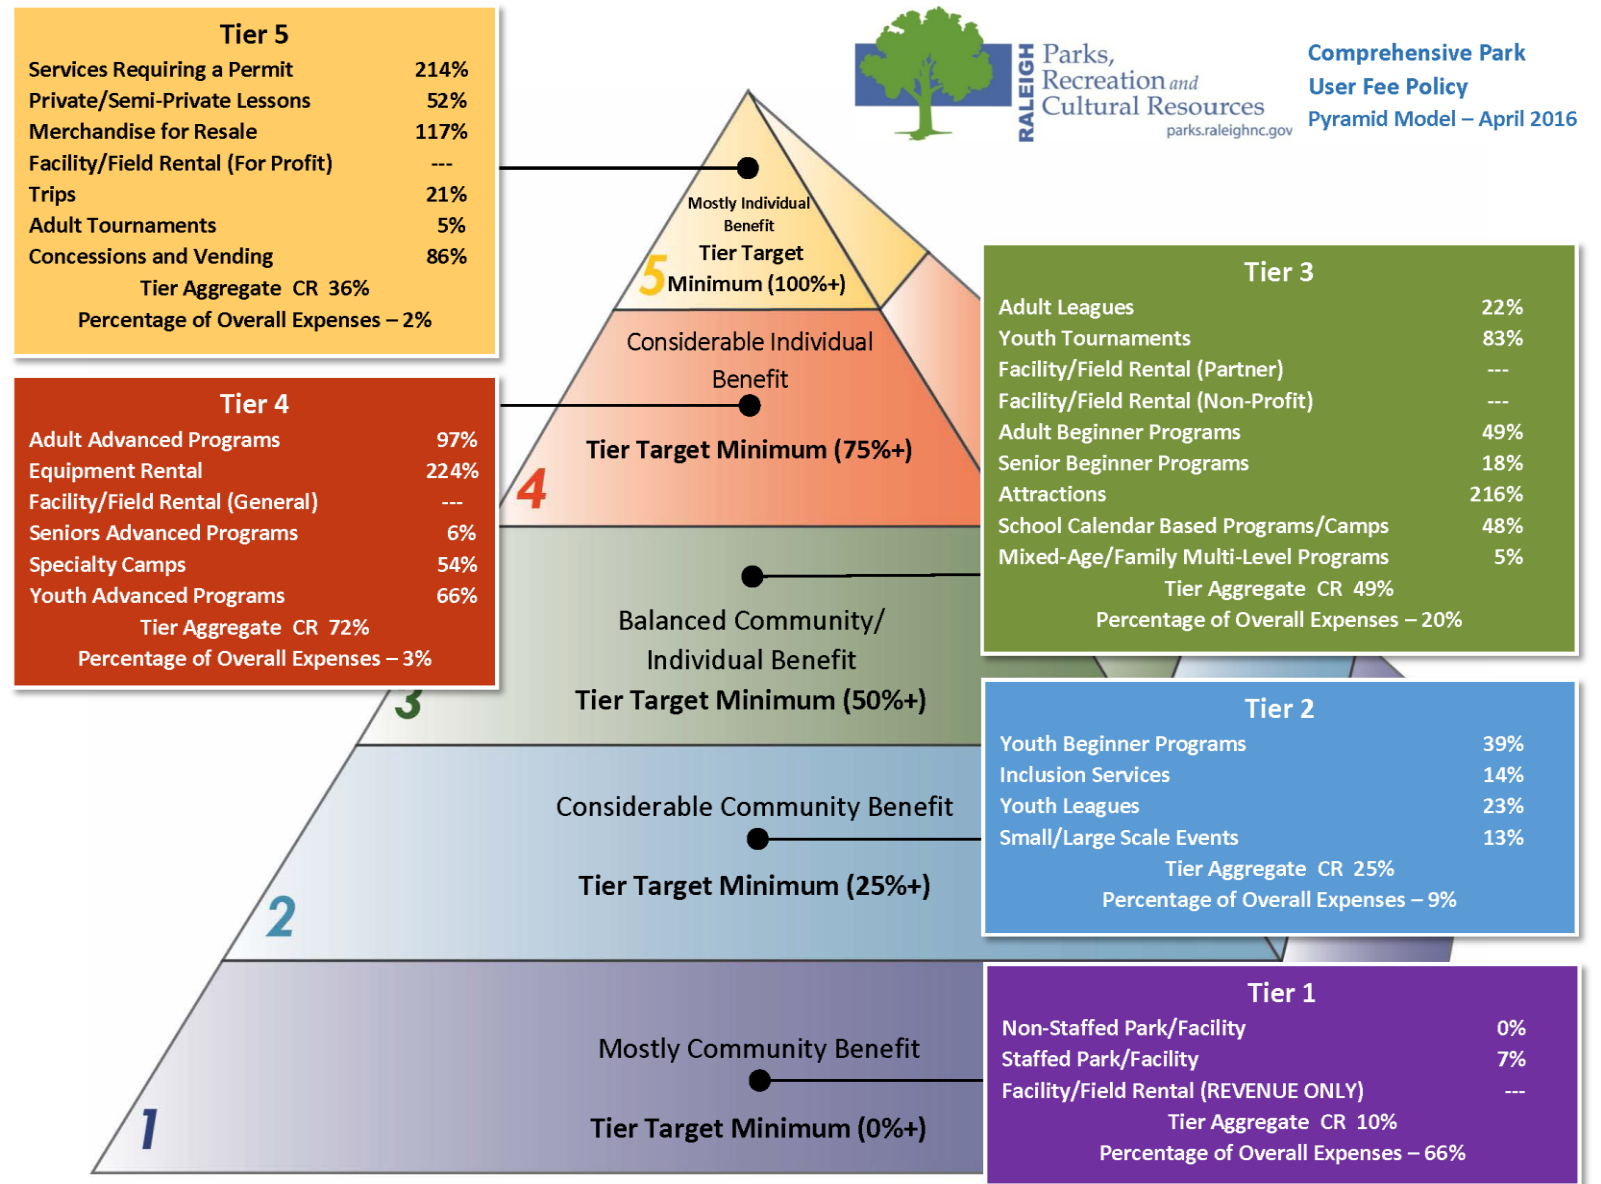 Tier 5
Services Requiring a Permit 214%
Private/Semi-Private Lessons 52%
Merchandise for Resale 117%
Facility/Field Rental (For Profit) ---
Trips 21%
Adult Tournaments 5%
Concessions and Vending 86%
Tier Aggregate CR 36%
Percentage of Overall Expenses – 2%
RALEIGH
Parks,
Recreation and
Cultural Resources
parks.raleighnc.gov
Comprehensive Park
User Fee Policy
Pyramid Model – April 2016
Mostly Individual
Benefit
Tier Target
Minimum (100%+)
5
Tier 4
Adult Advanced Programs 97%
Equipment Rental 224%
Facility/Field Rental (General) ---
Seniors Advanced Programs 6%
Specialty Camps 54%
Youth Advanced Programs 66%
Tier Aggregate CR 72%
Percentage of Overall Expenses – 3%
Considerable Individual
Benefit
Tier Target Minimum (75%+)
4
Tier 3
Adult Leagues 22%
Youth Tournaments 83%
Facility/Field Rental (Partner) ---
Facility/Field Rental (Non-Profit) ---
Adult Beginner Programs 49%
Senior Beginner Programs 18%
Attractions 216%
School Calendar Based Programs/Camps 48%
Mixed-Age/Family Multi-Level Programs 5%
Tier Aggregate CR 49%
Percentage of Overall Expenses – 20%
Balanced Community/
Individual Benefit
Tier Target Minimum (50%+)
3
Tier 2
Youth Beginner Programs 39%
Inclusion Services 14%
Youth Leagues 23%
Small/Large Scale Events 13%
Tier Aggregate CR 25%
Percentage of Overall Expenses – 9%
Considerable Community Benefit
Tier Target Minimum (25%+)
2
Tier 1
Non-Staffed Park/Facility 0%
Staffed Park/Facility 7%
Facility/Field Rental (REVENUE ONLY) ---
Tier Aggregate CR 10%
Percentage of Overall Expenses – 66%
Mostly Community Benefit
Tier Target Minimum (0%+)
1